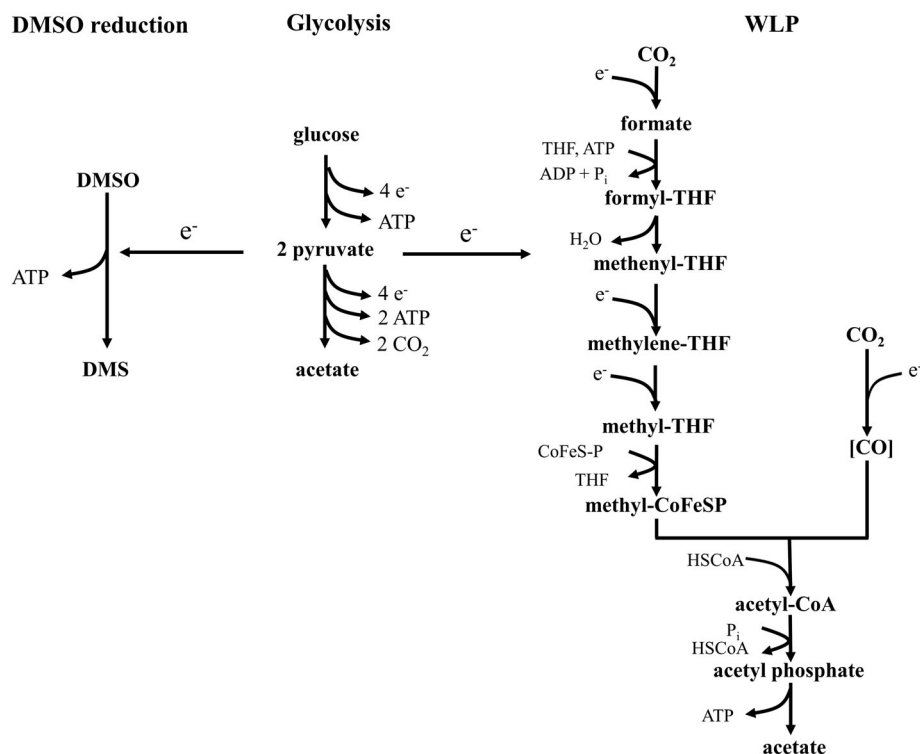 DMSO reduction
Glycolysis
WLP
DMSO
e-
ATP
DMS
glucose
4 e-
ATP
2 pyruvate
4 e-
2 ATP
2 CO2
acetate
e-
CO2
e-
formate
THF, ATP
ADP + Pi
formyl-THF
H2O
methenyl-THF
e-
methylene-THF
e-
methyl-THF
CoFeS-P
THF
methyl-CoFeSP
CO2
e-
[CO]
HSCoA
acetyl-CoA
Pi
HSCoA
acetyl phosphate
ATP
acetate